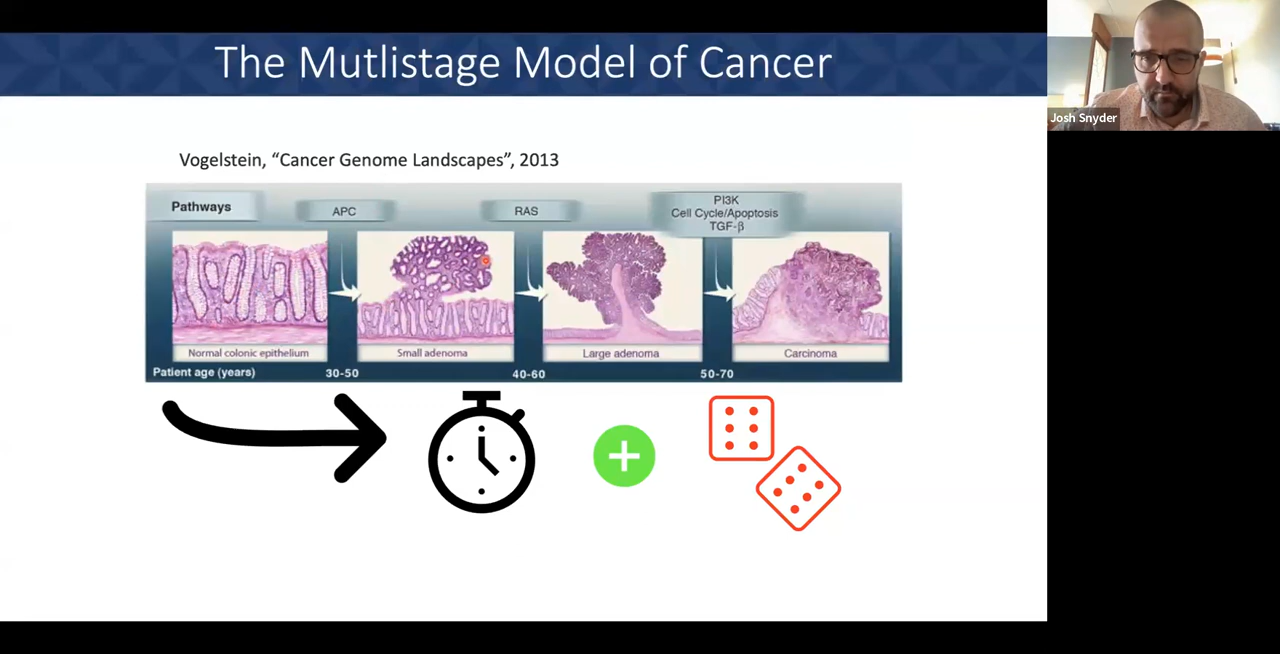 The Mutlistage Model of Cancer
Josh Snyder
Vogelstein, “Cancer Genome Landscapes”, 2013
Pathways
APC
RAS
PI3K
Cell Cycle/Apoptosis
TGF-β
Normal colonic epithelium
Small adenoma
Large adenoma
Carcinoma
Patient age (years)
30-50
40-60
50-70